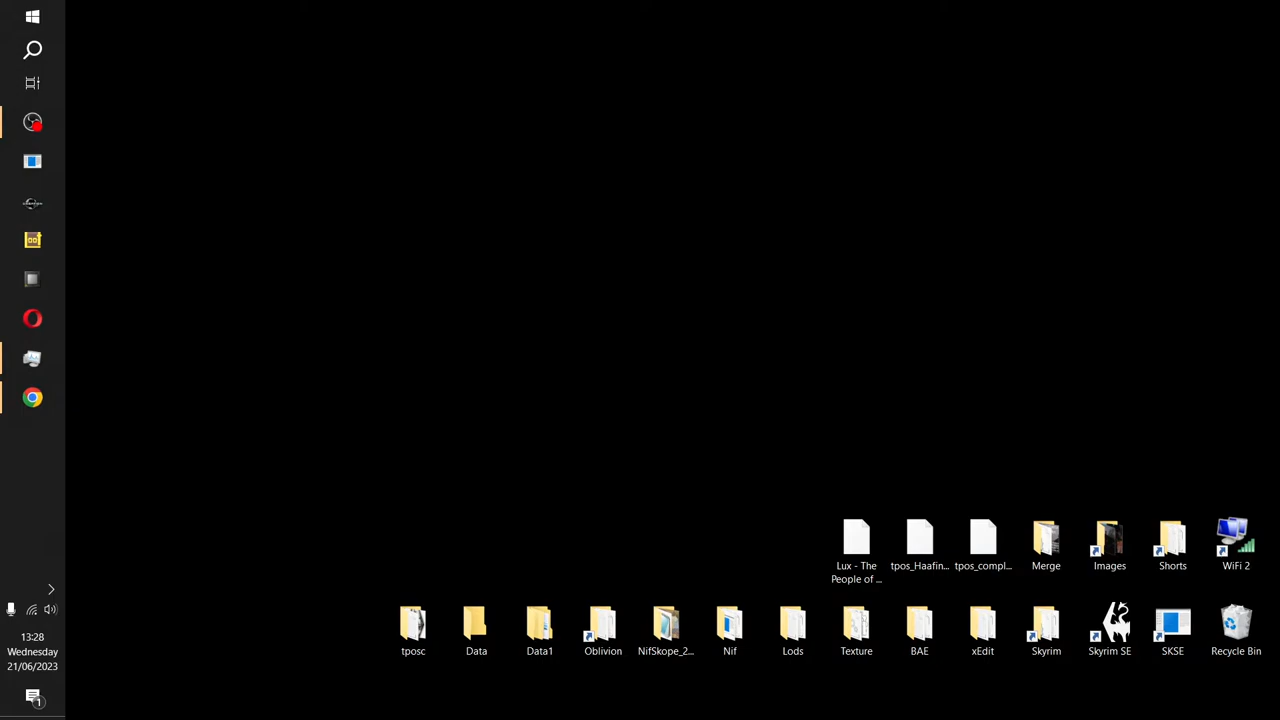 Lux - The
People of ...
tpos_Haafin...
tpos_compl...
Merge
Images
Shorts
WiFi 2
tposc
Data
Data1
Oblivion
NifSkope_2...
Nif
Lods
Texture
BAE
xEdit
Skyrim
Skyrim SE
SKSE
Recycle Bin
13:28
Wednesday
21/06/2023
1